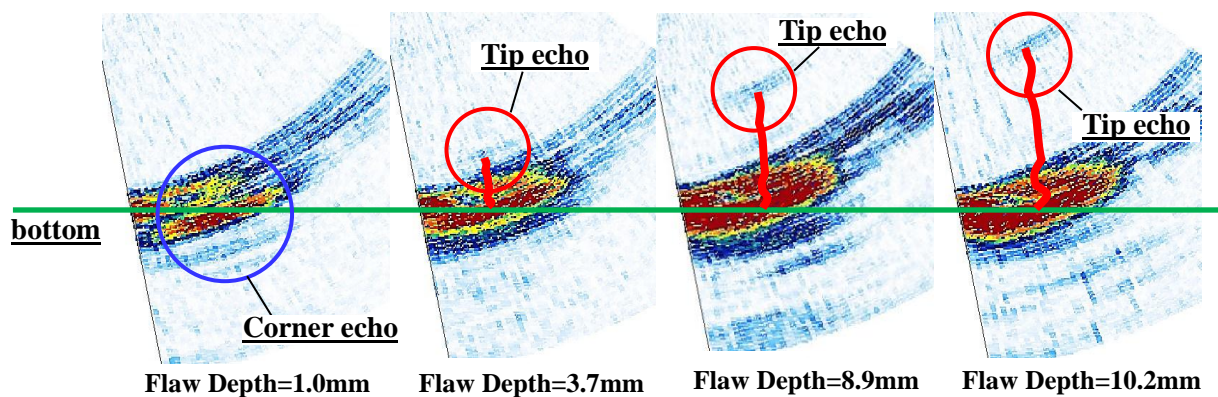 Tip echo
Tip echo
Tip echo
bottom
Corner echo
Flaw Depth=1.0mm
Flaw Depth=3.7mm
Flaw Depth=8.9mm
Flaw Depth=10.2mm